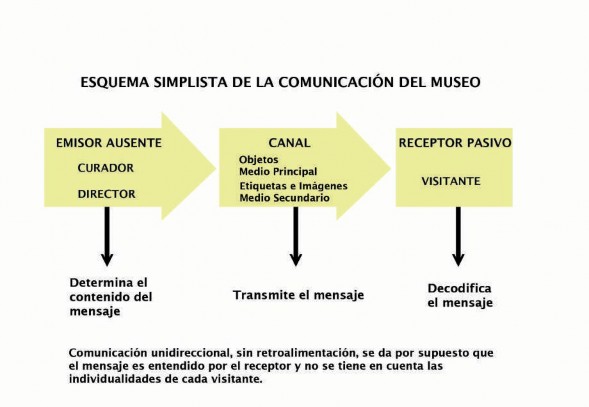 ESQUEMA SIMPLISTA DE LA COMUNICACIÓN DEL MUSEO
EMISOR AUSENTE
CURADOR
DIRECTOR
CANAL
Objetos
Medio Principal
Etiquetas e Imágenes
Medio Secundario
RECEPTOR PASIVO
VISITANTE
Determina el
contenido del
mensaje
Transmite el mensaje
Decodifica
el mensaje
Comunicación unidireccional, sin retroalimentación, se da por supuesto que
el mensaje es entendido por el receptor y no se tiene en cuenta las
individualidades de cada visitante.